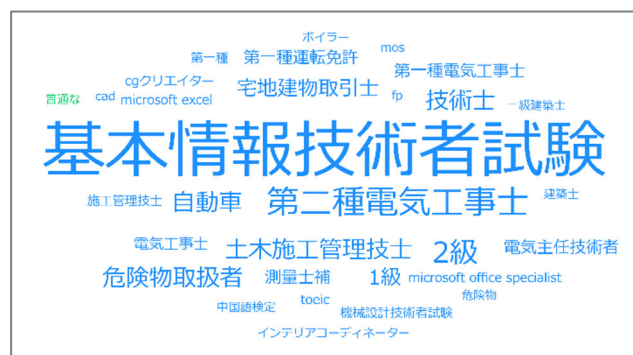 ボイラー
mos
第一種
第一種運転免許
第一種電気工事士
cgクリエイター
宅地建物取引士
fp
技術士
一級建築士
普通な
cad
microsoft excel
基本情報技術者試験
施工管理技士
自動車
第二種電気工事士
建築士
電気工事士
土木施工管理技士
2級
電気主任技術者
危険物取扱者
測量士補
1級
microsoft office specialist
中国語検定
toeic
機械設計技術者試験
危険物
インテリアコーディネーター